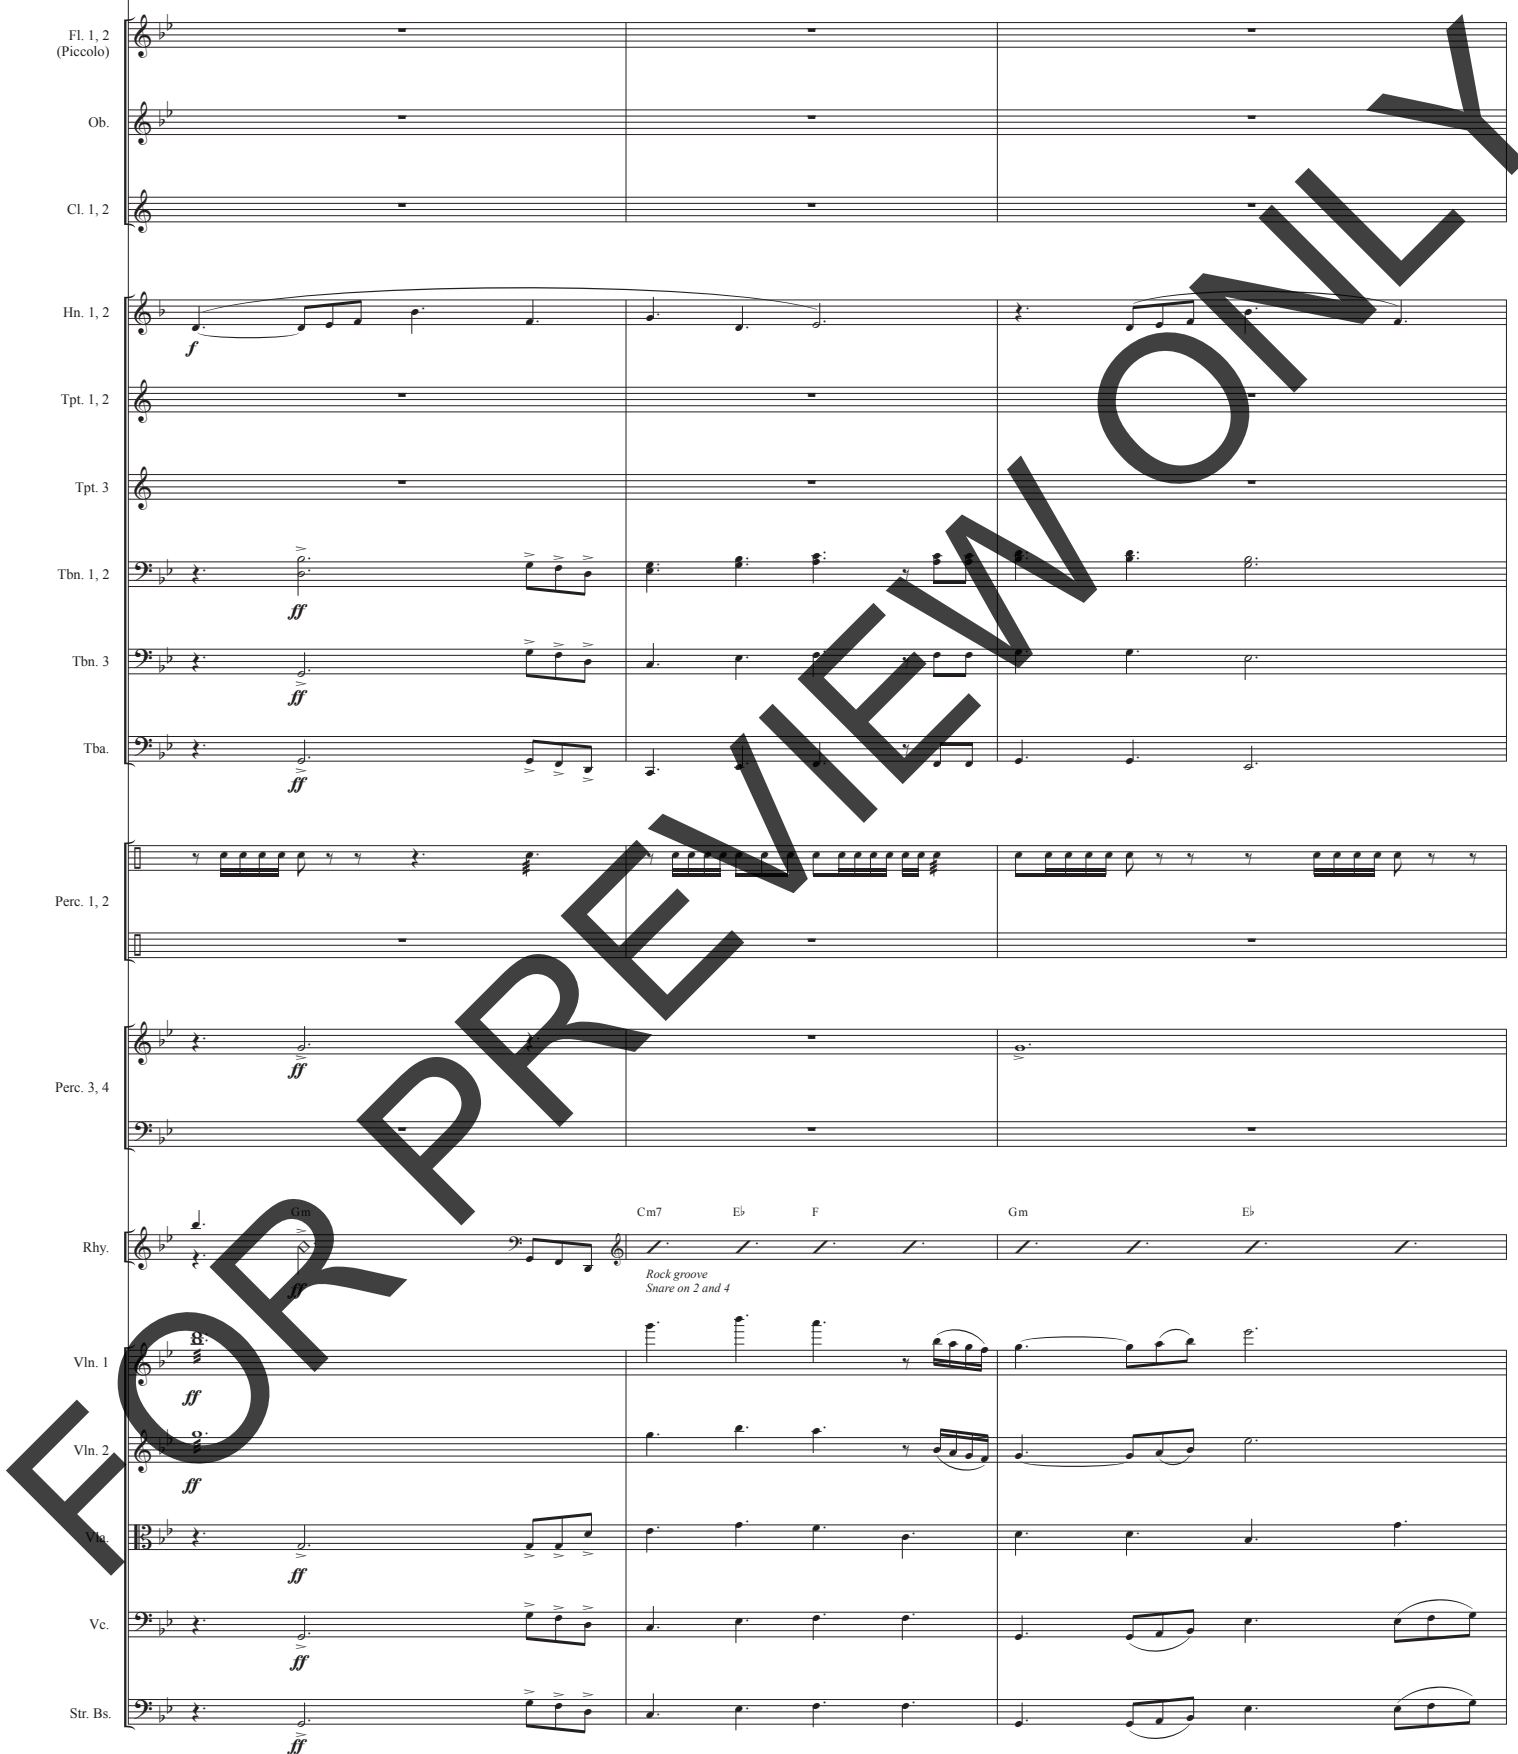 Fl. 1, 2
(Piccolo)
Ob.
Cl. 1, 2
Hn. 1, 2
f
Tpt. 1, 2
Tpt. 3
Tbn. 1, 2
ff
Tbn. 3
ff
Tba.
ff
Perc. 1, 2
Perc. 3, 4
ff
Gm
Cm7
E♭
F
Gm
E♭
Rhy.
ff
Rock groove
Snare on 2 and 4
Vln. 1
ff
Vln. 2
ff
Vla.
ff
Vc.
ff
Str. Bs.
ff
FOR PREVIEW ONLY